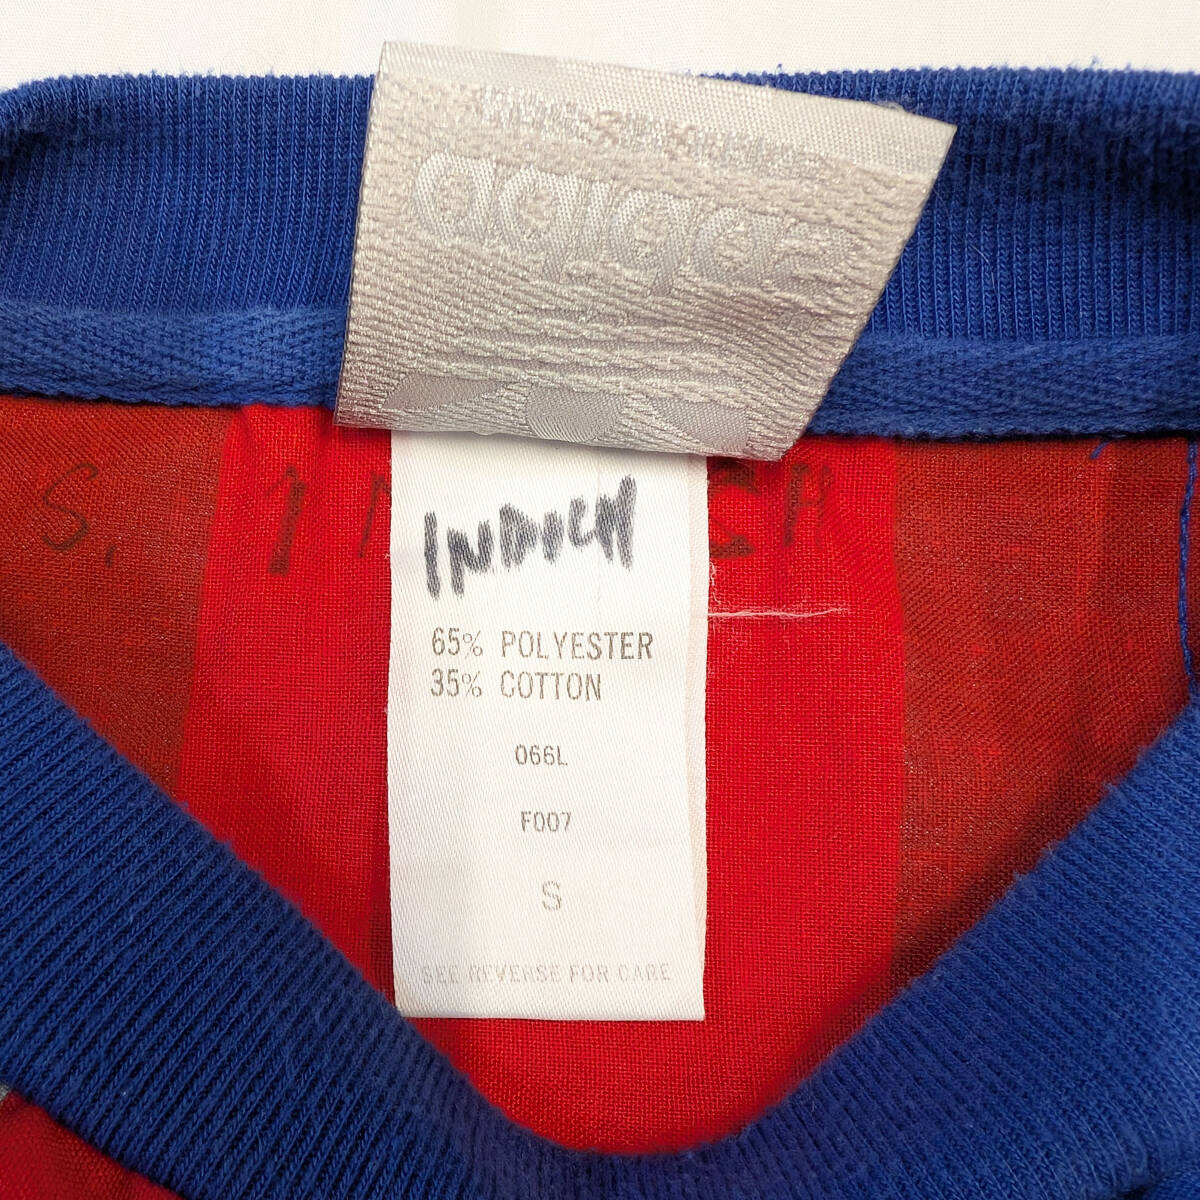 adidas
INDICH
65% POLYESTER
35% COTTON
066L
F007
S
SEE REVERSE FOR CARE